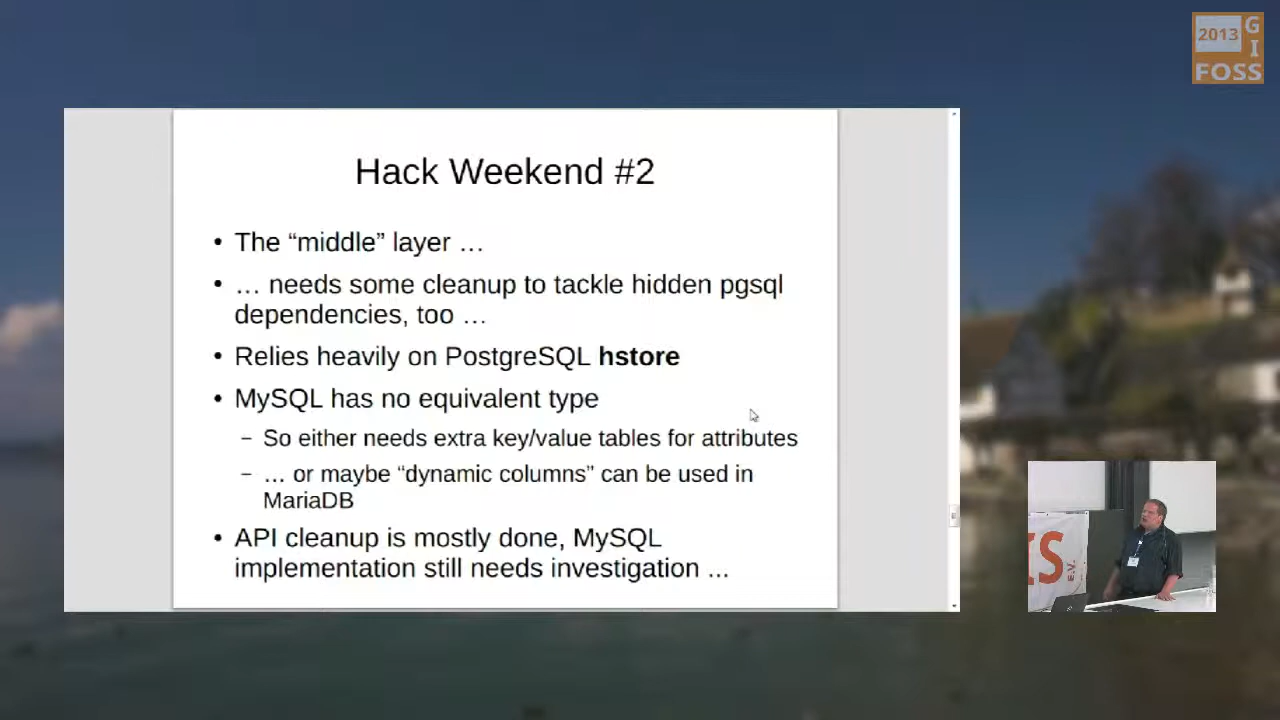 2013
G
I
FOSS
Hack Weekend #2
• The “middle” layer …
• … needs some cleanup to tackle hidden pgsql
dependencies, too …
• Relies heavily on PostgreSQL hstore
• MySQL has no equivalent type
– So either needs extra key/value tables for attributes
– … or maybe “dynamic columns” can be used in
MariaDB
• API cleanup is mostly done, MySQL
implementation still needs investigation ...
IS
E.V.